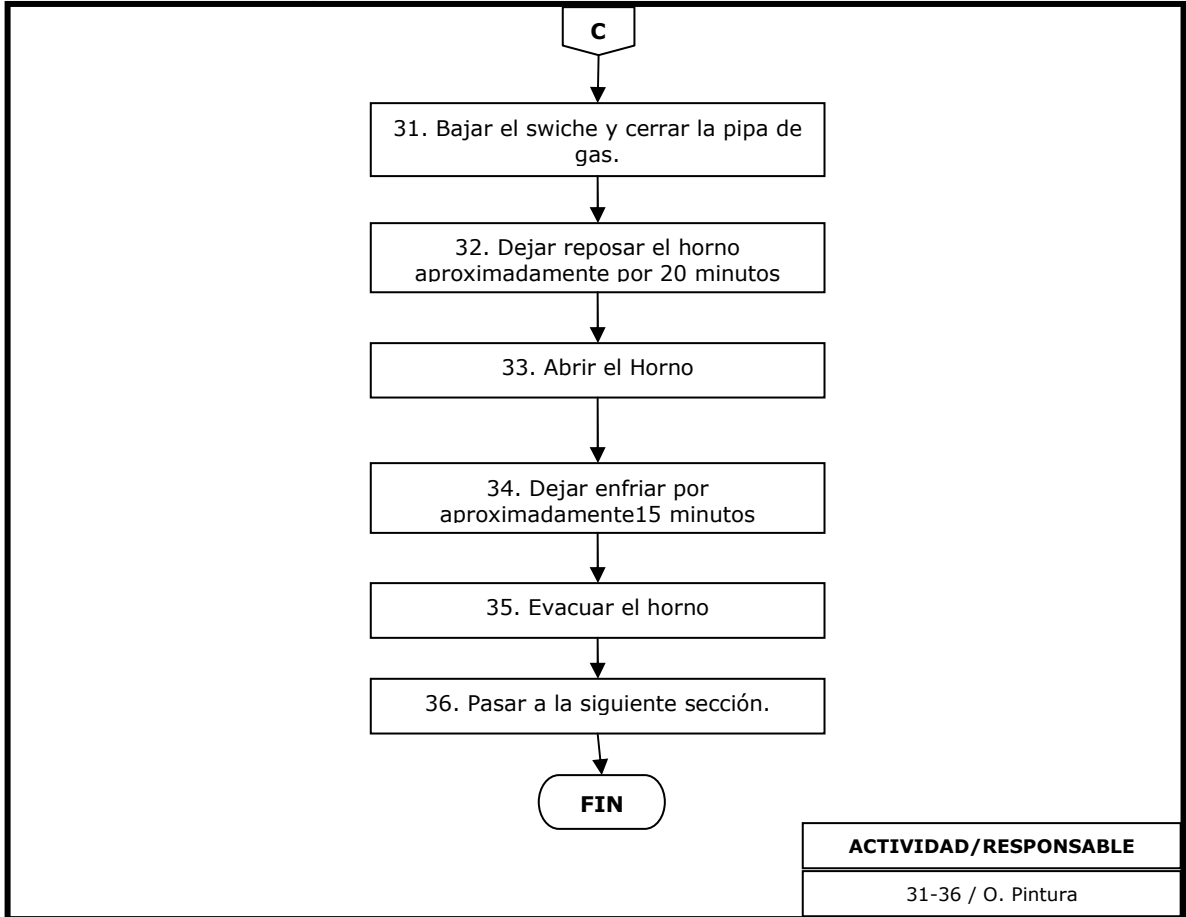 C
31. Bajar el swiche y cerrar la pipa de
gas.
32. Dejar reposar el horno
aproximadamente por 20 minutos
33. Abrir el Horno
34. Dejar enfriar por
aproximadamente15 minutos
35. Evacuar el horno
36. Pasar a la siguiente sección.
FIN
ACTIVIDAD/RESPONSABLE
31-36 / O. Pintura